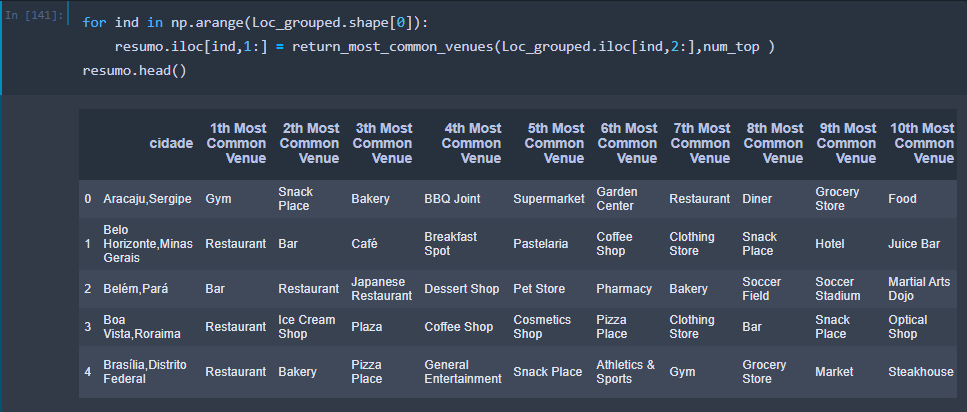 In [141]:
for ind in np.arange(Loc_grouped.shape[0]):
    resumo.iloc[ind,1:] = return_most_common_venues(Loc_grouped.iloc[ind,2:],num_top )
resumo.head()
cidade 1th Most Common Venue 2th Most Common Venue 3th Most Common Venue 4th Most Common Venue 5th Most Common Venue 6th Most Common Venue 7th Most Common Venue 8th Most Common Venue 9th Most Common Venue 10th Most Common Venue
0 Aracaju,Sergipe Gym Snack Place Bakery BBQ Joint Supermarket Garden Center Restaurant Diner Grocery Store Food
1 Belo Horizonte,Minas Gerais Restaurant Bar Café Breakfast Spot Pastelaria Coffee Shop Clothing Store Snack Place Hotel Juice Bar
2 Belém,Pará Bar Restaurant Japanese Restaurant Dessert Shop Pet Store Pharmacy Bakery Soccer Field Soccer Stadium Martial Arts Dojo
3 Boa Vista,Roraima Restaurant Ice Cream Shop Plaza Coffee Shop Cosmetics Shop Pizza Place Clothing Store Bar Snack Place Optical Shop
4 Brasília,Distrito Federal Restaurant Bakery Pizza Place General Entertainment Snack Place Athletics & Sports Gym Grocery Store Market Steakhouse